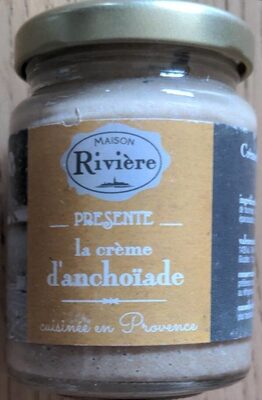 MAISON
Rivière
PRESENTE
la crème
d'anchoïade
cuisinée en Provence